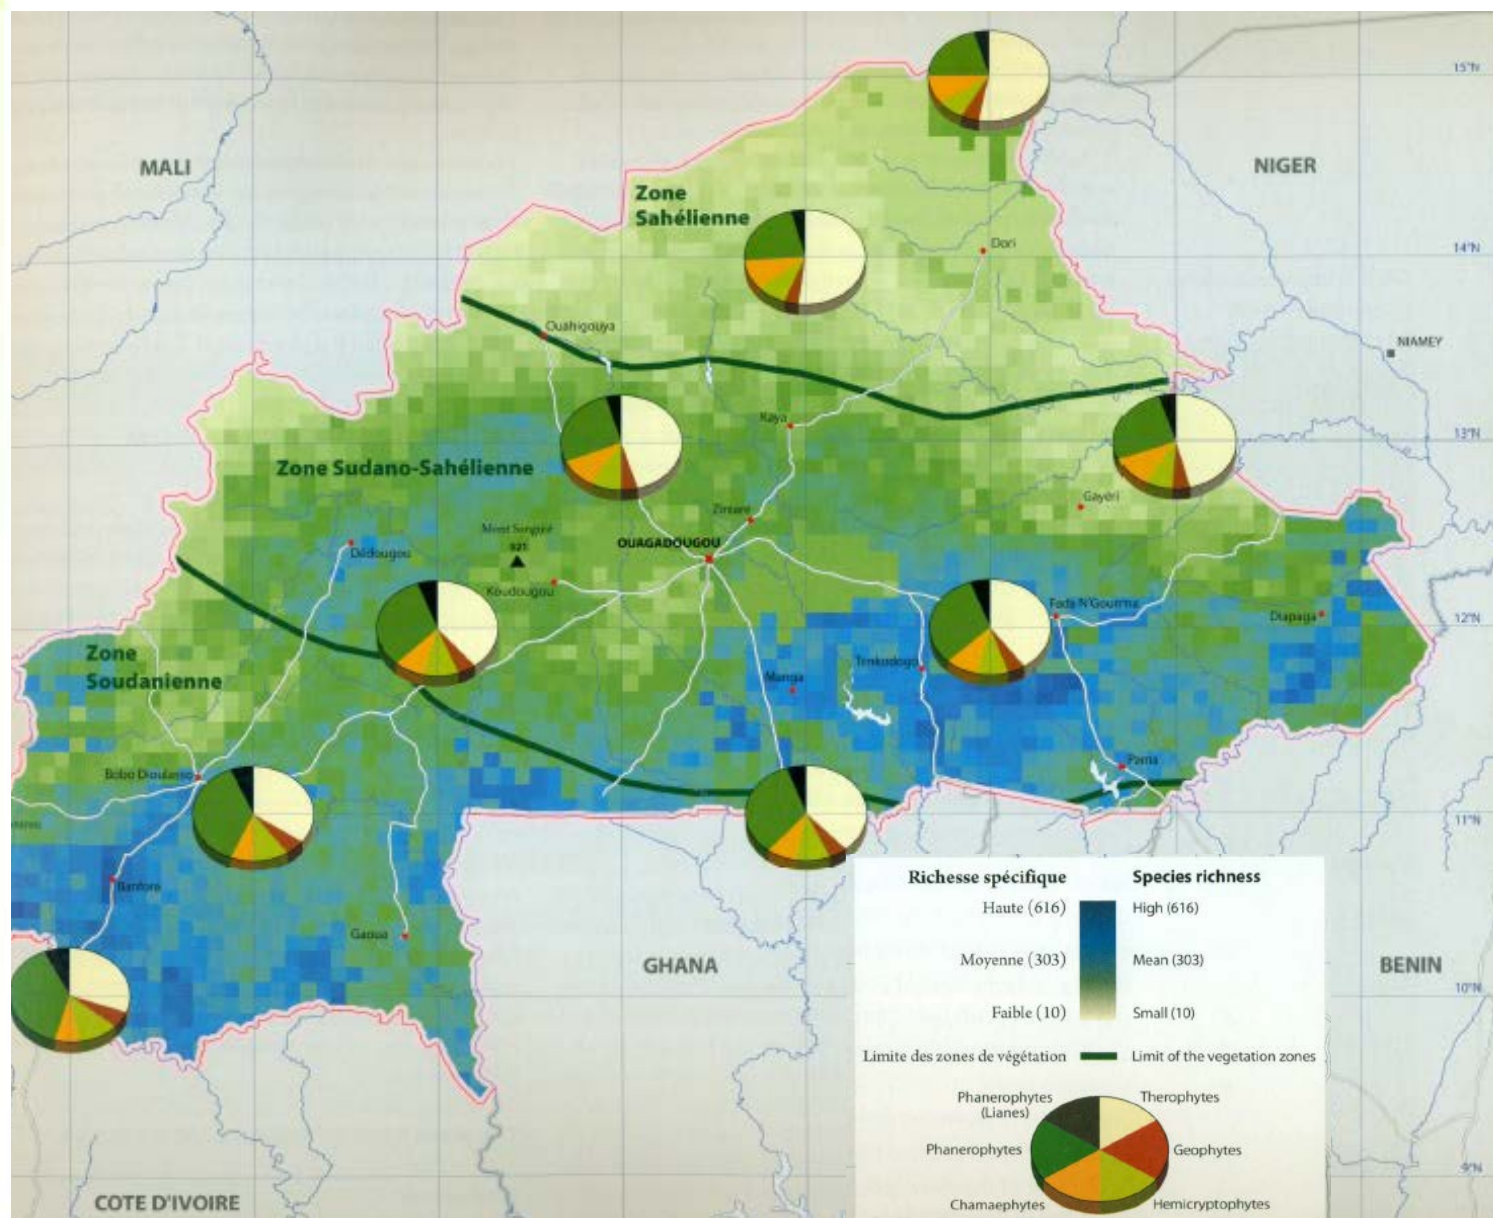 15°N
MALI
NIGER
Zone
Sahélienne
Dori
14°N
Ouahigouya
NIAMEY
Kaya
13°N
Zone Sudano-Sahélienne
Gayéri
Ziniaré
Mont Singué
921
OUAGADOUGOU
Dédougou
Koudougou
Fada N'Gourma
Diapaga
12°N
Zone
Soudanienne
Tenkodogo
Manga
Bobo Dioulasso
Pama
11°N
Banfora
Richesse spécifique
Species richness
Haute (616)
High (616)
Gaoua
GHANA
Moyenne (303)
Mean (303)
BENIN
10°N
Faible (10)
Small (10)
Limite des zones de végétation
Limit of the vegetation zones
Phanerophytes
(Lianes)
Therophytes
Phanerophytes
Geophytes
9°N
COTE D'IVOIRE
Chamaephytes
Hemicryptophytes